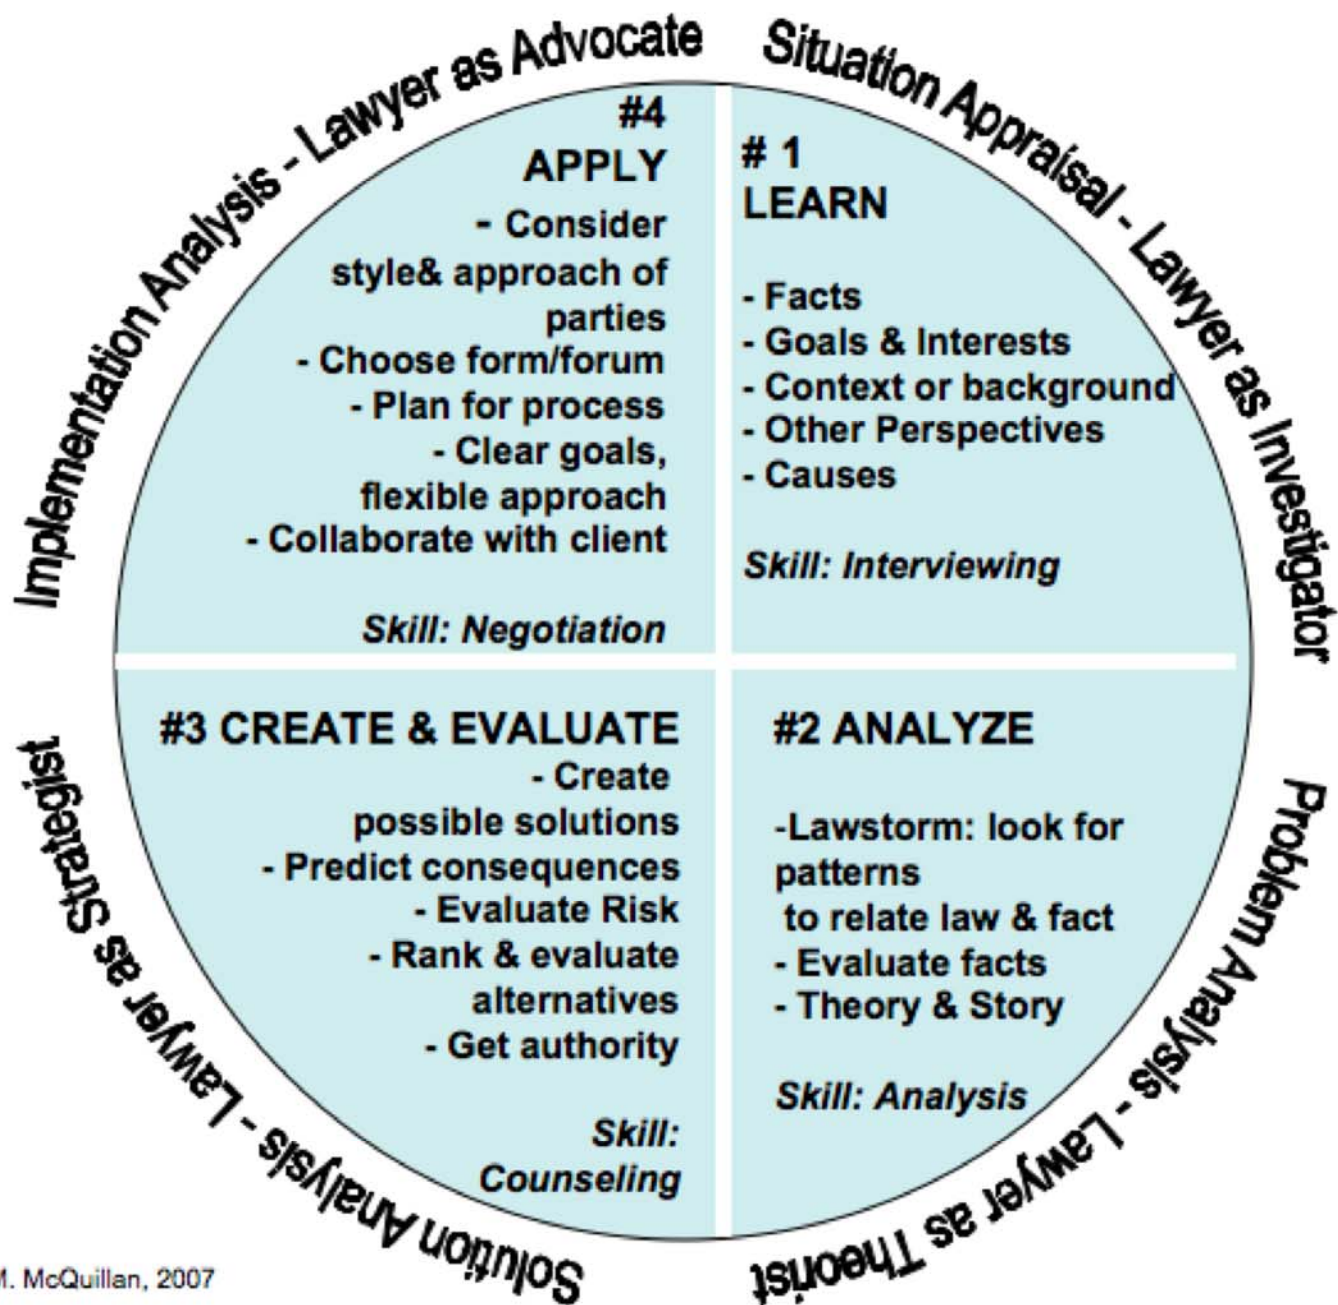 Implementation Analysis - Lawyer as Advocate
Situation Appraisal - Lawyer as Investigator
#4
APPLY
- Consider
style& approach of
parties
- Choose form/forum
- Plan for process
- Clear goals,
flexible approach
- Collaborate with client
Skill: Negotiation
# 1
LEARN
- Facts
- Goals & Interests
- Context or background
- Other Perspectives
- Causes
Skill: Interviewing
#3 CREATE & EVALUATE
- Create
possible solutions
- Predict consequences
- Evaluate Risk
- Rank & evaluate
alternatives
- Get authority
Skill:
Counseling
#2 ANALYZE
-Lawstorm: look for
patterns
to relate law & fact
- Evaluate facts
- Theory & Story
Skill: Analysis
Solution Analysis - Lawyer as Strategist
Problem Analysis - Lawyer as Theorist
M. McQuillan, 2007